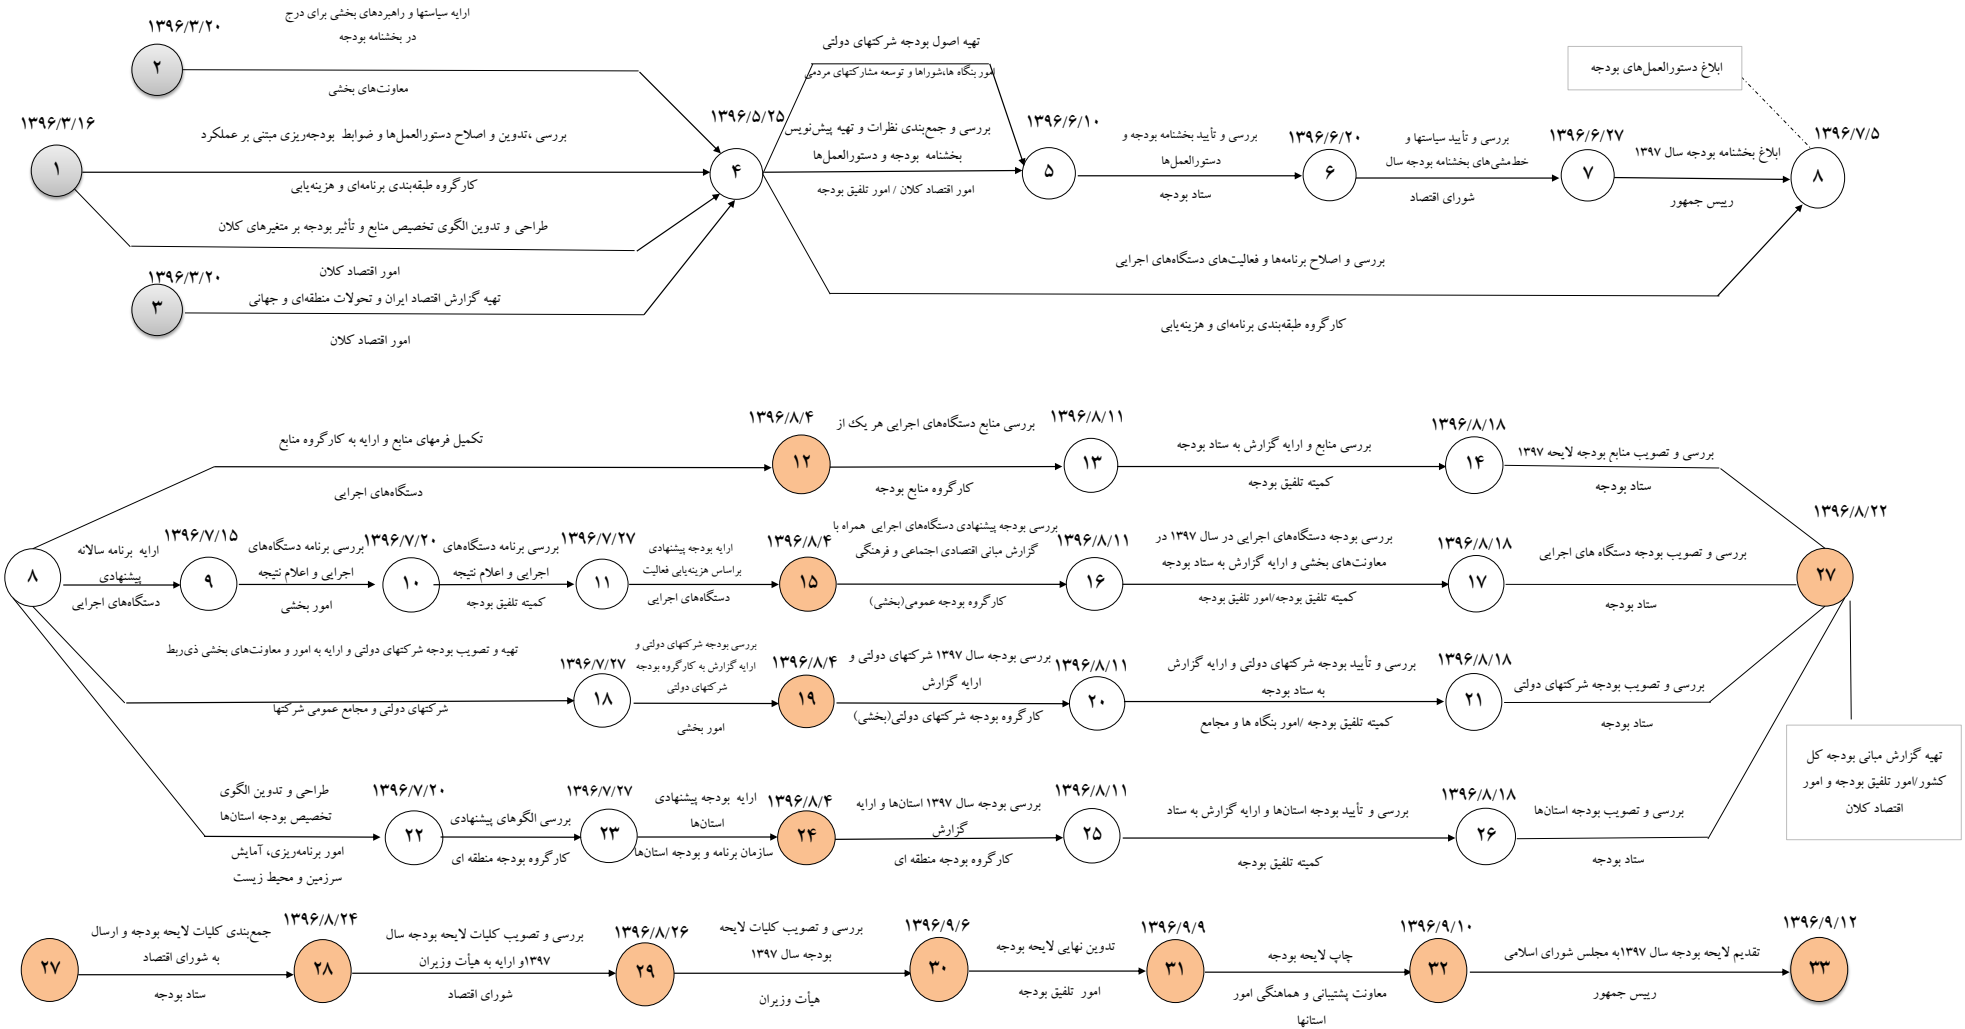 ارایه سیاستها و راهبردهای بخشی برای درج
در بخشنامه بودجه
۱۳۹۶/۳/۲۰
۲
معاونت‌های بخشی
۱۳۹۶/۳/۱۶
۱
بررسی ،تدوین و اصلاح دستورالعمل‌ها و ضوابط بودجه‌ریزی مبتنی بر عملکرد
کارگروه طبقه‌بندی برنامه‌ای و هزینه‌یابی
طراحی و تدوین الگوی تخصیص منابع و تأثیر بودجه بر متغیرهای کلان
امور اقتصاد کلان
۱۳۹۶/۳/۲۰
۳
تهیه گزارش اقتصاد ایران و تحولات منطقه‌ای و جهانی
امور اقتصاد کلان
۱۳۹۶/۵/۲۵
۴
تهیه اصول بودجه شرکتهای دولتی
امور بنگاه ها،شوراها و توسعه مشارکتهای مردمی
بررسی و جمع‌بندی نظرات و تهیه پیش‌نویس
بخشنامه بودجه و دستورالعمل‌ها
امور اقتصاد کلان / امور تلفیق بودجه
۱۳۹۶/۶/۱۰
۵
بررسی و تأیید بخشنامه بودجه و
دستورالعمل‌ها
ستاد بودجه
۱۳۹۶/۶/۲۰
۶
بررسی و تأیید سیاستها و
خط‌مشی‌های بخشنامه بودجه سال
شورای اقتصاد
۱۳۹۶/۶/۲۷
۷
ابلاغ بخشنامه بودجه سال ۱۳۹۷
رییس جمهور
ابلاغ دستورالعمل‌های بودجه
۱۳۹۶/۷/۵
۸
بررسی و اصلاح برنامه‌ها و فعالیت‌های دستگاه‌های اجرایی
کارگروه طبقه‌بندی برنامه‌ای و هزینه‌یابی
تکمیل فرمهای منابع و ارایه به کارگروه منابع
دستگاه‌های اجرایی
۱۳۹۶/۸/۴
۱۲
بررسی منابع دستگاه‌های اجرایی هر یک از
کارگروه منابع بودجه
۱۳۹۶/۸/۱۱
۱۳
بررسی منابع و ارایه گزارش به ستاد بودجه
کمیته تلفیق بودجه
۱۳۹۶/۸/۱۸
۱۴
بررسی و تصویب منابع بودجه لایحه ۱۳۹۷
ستاد بودجه
۱۳۹۶/۸/۲۲
۲۷
۸
ارایه برنامه سالانه
پیشنهادی
دستگاه‌های اجرایی
۱۳۹۶/۷/۱۵
۹
بررسی برنامه دستگاه‌های
اجرایی و اعلام نتیجه
امور بخشی
۱۳۹۶/۷/۲۰
۱۰
بررسی برنامه دستگاه‌های
اجرایی و اعلام نتیجه
کمیته تلفیق بودجه
۱۳۹۶/۷/۲۷
۱۱
ارایه بودجه پیشنهادی
براساس هزینه‌یابی فعالیت
دستگاه‌های اجرایی
۱۳۹۶/۸/۴
۱۵
بررسی بودجه پیشنهادی دستگاه‌های اجرایی همراه با
گزارش مبانی اقتصادی اجتماعی و فرهنگی
کارگروه بودجه عمومی(بخشی)
۱۳۹۶/۸/۱۱
۱۶
بررسی بودجه دستگاه‌های اجرایی در سال ۱۳۹۷ در
معاونت‌های بخشی و ارایه گزارش به ستاد بودجه
کمیته تلفیق بودجه/امور تلفیق بودجه
۱۳۹۶/۸/۱۸
۱۷
بررسی و تصویب بودجه دستگاه های اجرایی
ستاد بودجه
تهیه و تصویب بودجه شرکتهای دولتی و ارایه به امور و معاونت‌های بخشی ذی‌ربط
شرکتهای دولتی و مجامع عمومی شرکتها
۱۳۹۶/۷/۲۷
۱۸
بررسی بودجه شرکتهای دولتی و
ارایه گزارش به کارگروه بودجه
شرکتهای دولتی
امور بخشی
۱۳۹۶/۸/۴
۱۹
بررسی بودجه سال ۱۳۹۷ شرکتهای دولتی و
ارایه گزارش
کارگروه بودجه شرکتهای دولتی(بخشی)
۱۳۹۶/۸/۱۱
۲۰
بررسی و تأیید بودجه شرکتهای دولتی و ارایه گزارش
به ستاد بودجه
کمیته تلفیق بودجه /امور بنگاه ها و مجامع
۱۳۹۶/۸/۱۸
۲۱
بررسی و تصویب بودجه شرکتهای دولتی
ستاد بودجه
تهیه گزارش مبانی بودجه کل
کشور/امور تلفیق بودجه و امور
اقتصاد کلان
طراحی و تدوین الگوی
تخصیص بودجه استان‌ها
امور برنامه‌ریزی، آمایش
سرزمین و محیط زیست
۱۳۹۶/۷/۲۰
۲۲
بررسی الگوهای پیشنهادی
کارگروه بودجه منطقه ای
۱۳۹۶/۷/۲۷
۲۳
ارایه بودجه پیشنهادی
استان‌ها
سازمان برنامه و بودجه استان‌ها
۱۳۹۶/۸/۴
۲۴
بررسی بودجه سال ۱۳۹۷ استان‌ها و ارایه
گزارش
کارگروه بودجه منطقه ای
۱۳۹۶/۸/۱۱
۲۵
بررسی و تأیید بودجه استان‌ها و ارایه گزارش به ستاد
کمیته تلفیق بودجه
۱۳۹۶/۸/۱۸
۲۶
بررسی و تصویب بودجه استان‌ها
ستاد بودجه
۲۷
جمع‌بندی کلیات لایحه بودجه و ارسال
به شورای اقتصاد
ستاد بودجه
۱۳۹۶/۸/۲۴
۲۸
بررسی و تصویب کلیات لایحه بودجه سال
۱۳۹۷و ارایه به هیأت وزیران
شورای اقتصاد
۱۳۹۶/۸/۲۶
۲۹
بررسی و تصویب کلیات لایحه
بودجه سال ۱۳۹۷
هیأت وزیران
۱۳۹۶/۹/۶
۳۰
تدوین نهایی لایحه بودجه
امور تلفیق بودجه
۱۳۹۶/۹/۹
۳۱
چاپ لایحه بودجه
معاونت پشتیبانی و هماهنگی امور
استانها
۱۳۹۶/۹/۱۰
۳۲
تقدیم لایحه بودجه سال ۱۳۹۷به مجلس شورای اسلامی
رییس جمهور
۱۳۹۶/۹/۱۲
۳۳